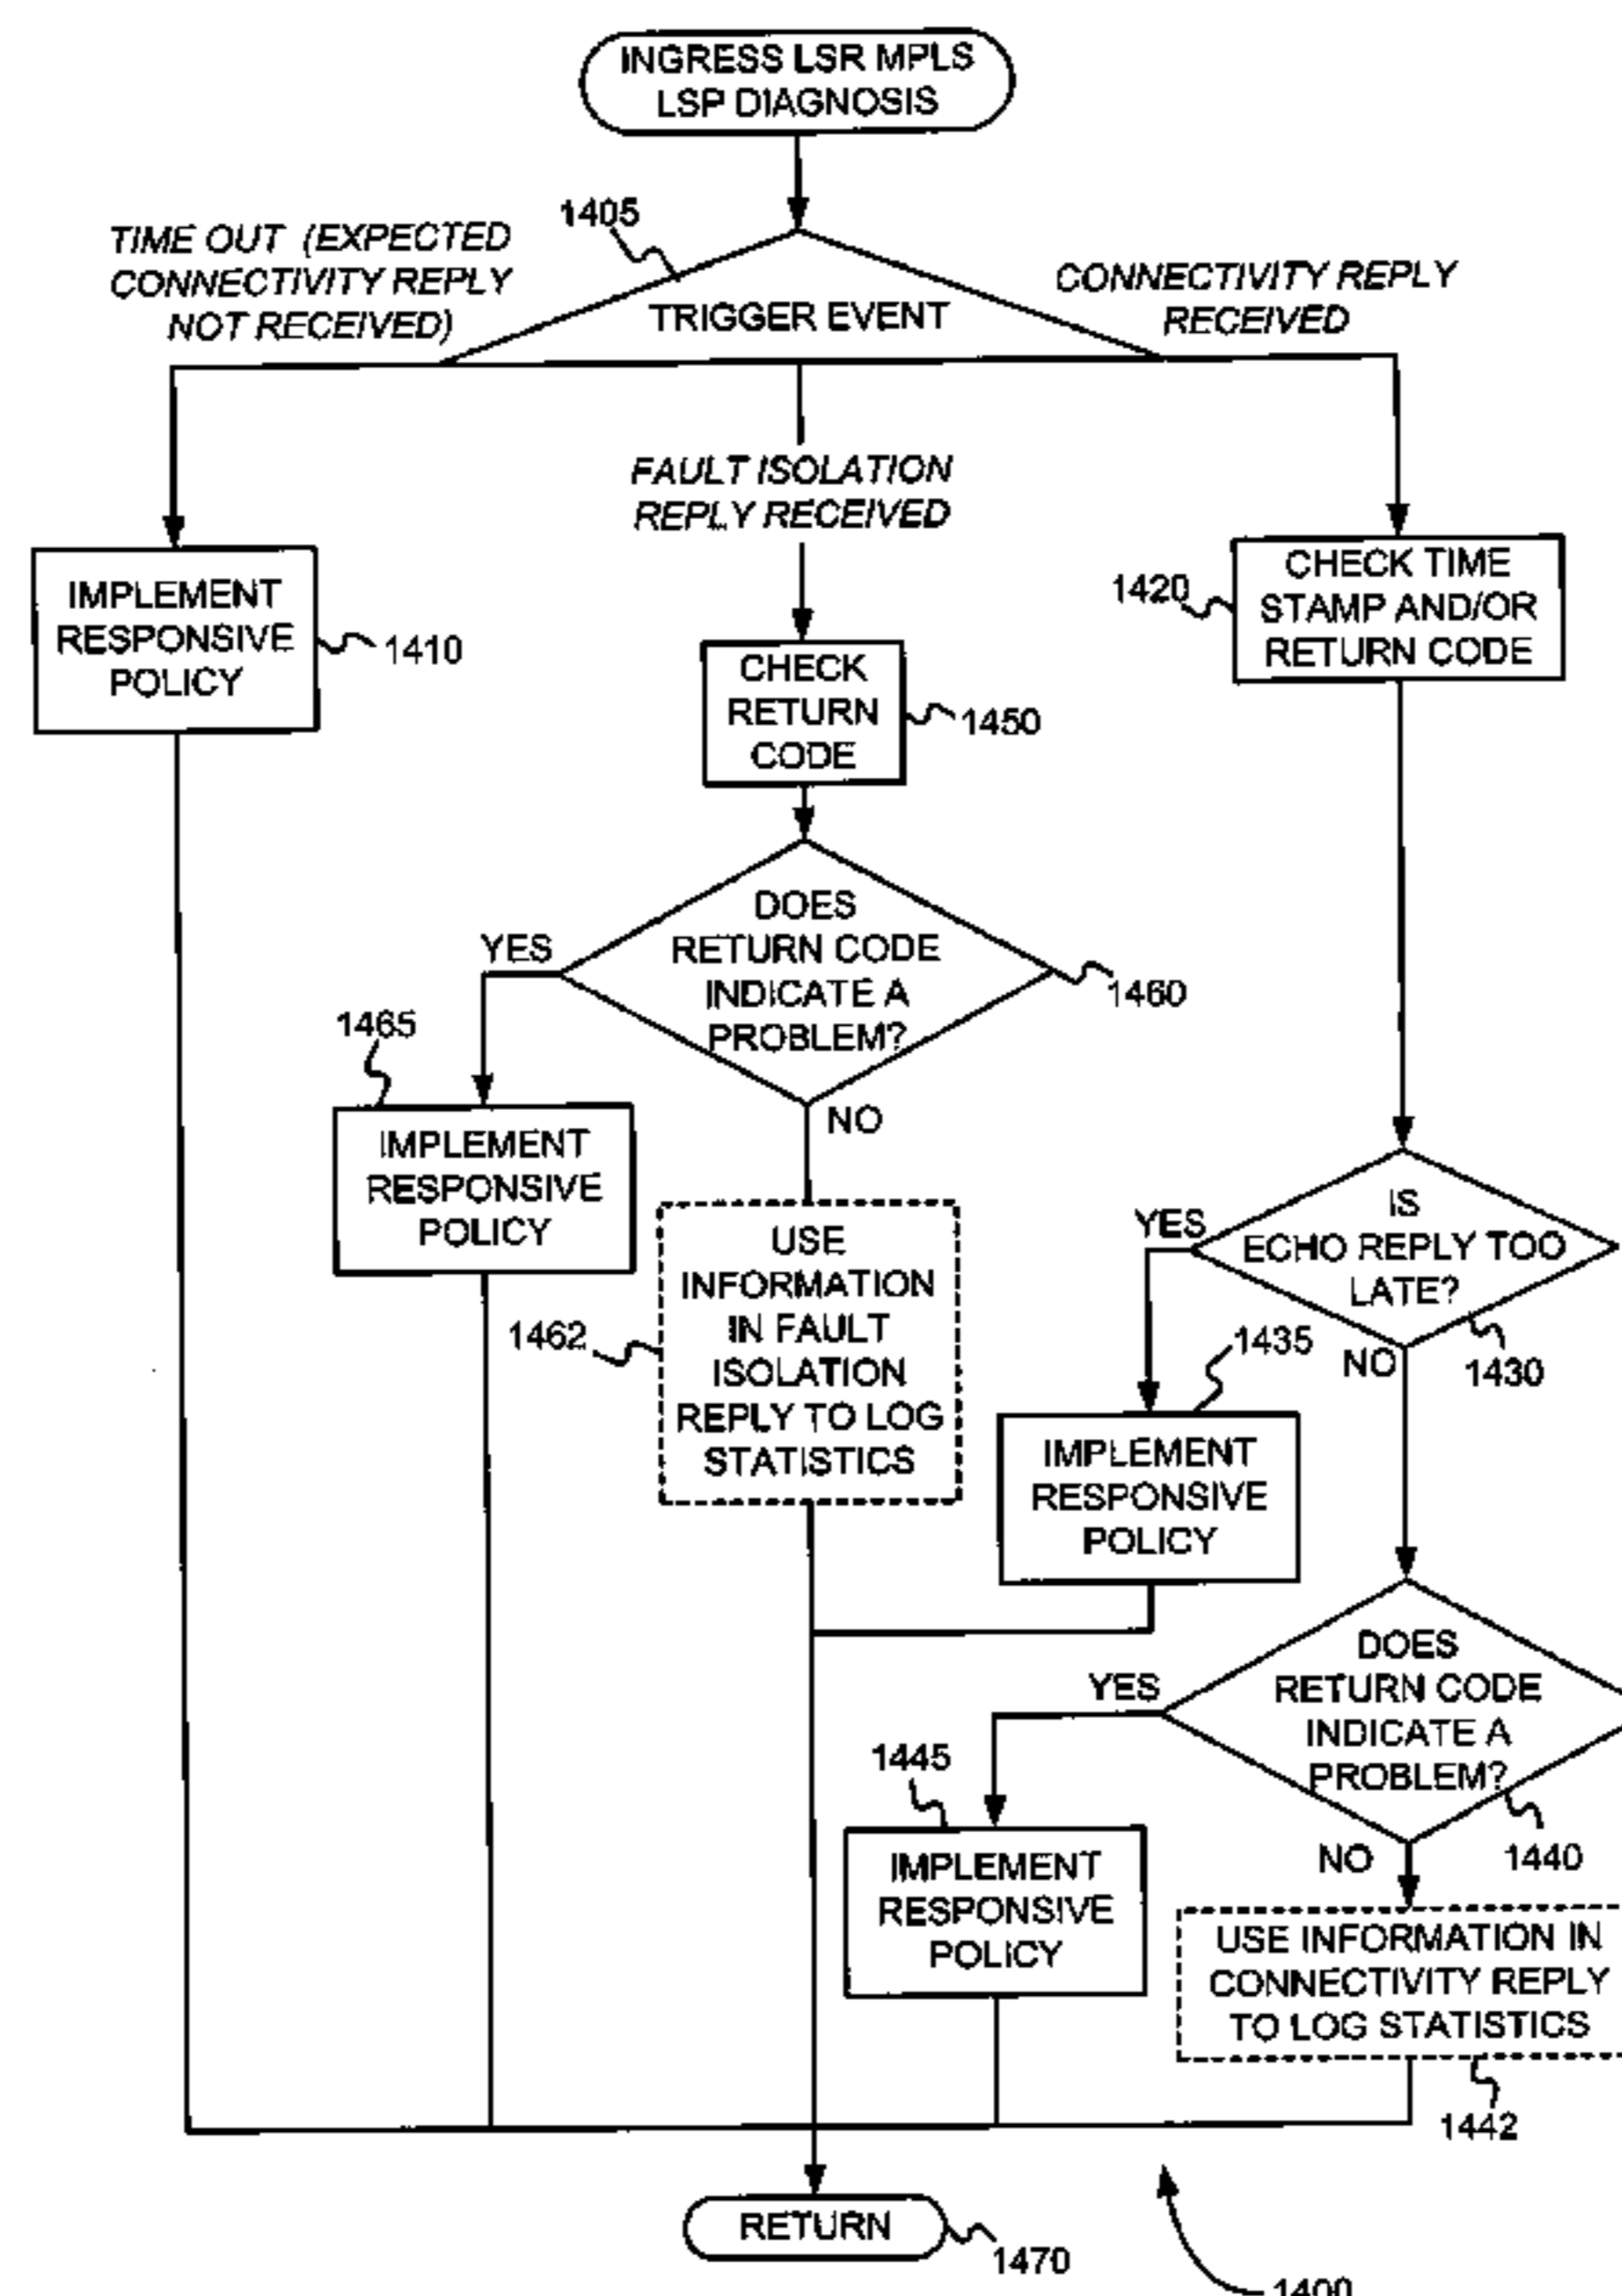 INGRESS LSR MPLS
LSP DIAGNOSIS
1405
TIME OUT (EXPECTED
CONNECTIVITY REPLY
NOT RECEIVED)
TRIGGER EVENT
CONNECTIVITY REPLY
RECEIVED
FAULT ISOLATION
REPLY RECEIVED
IMPLEMENT
RESPONSIVE
POLICY
1410
CHECK
RETURN
CODE
1450
1420
CHECK TIME
STAMP AND/OR
RETURN CODE
YES
DOES
RETURN CODE
INDICATE A
PROBLEM?
1460
NO
1465
IMPLEMENT
RESPONSIVE
POLICY
1462
USE
INFORMATION
IN FAULT
ISOLATION
REPLY TO LOG
STATISTICS
YES
IS
ECHO REPLY TOO
LATE?
1430
NO
1435
IMPLEMENT
RESPONSIVE
POLICY
YES
DOES
RETURN CODE
INDICATE A
PROBLEM?
1440
NO
1445
IMPLEMENT
RESPONSIVE
POLICY
USE INFORMATION IN
CONNECTIVITY REPLY
TO LOG STATISTICS
1442
RETURN
1470
1400